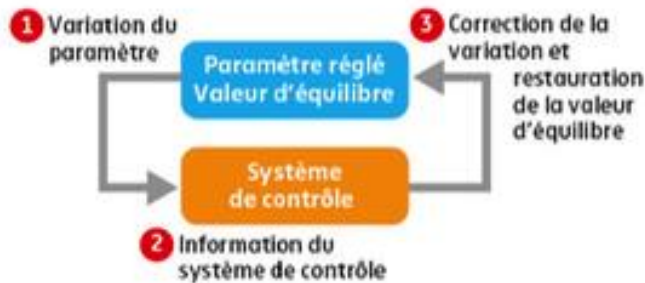 1 Variation du
paramètre
Paramètre réglé
Valeur d'équilibre
3 Correction de la
variation et
restauration
de la valeur
d'équilibre
Système
de contrôle
2 Information du
système de contrôle